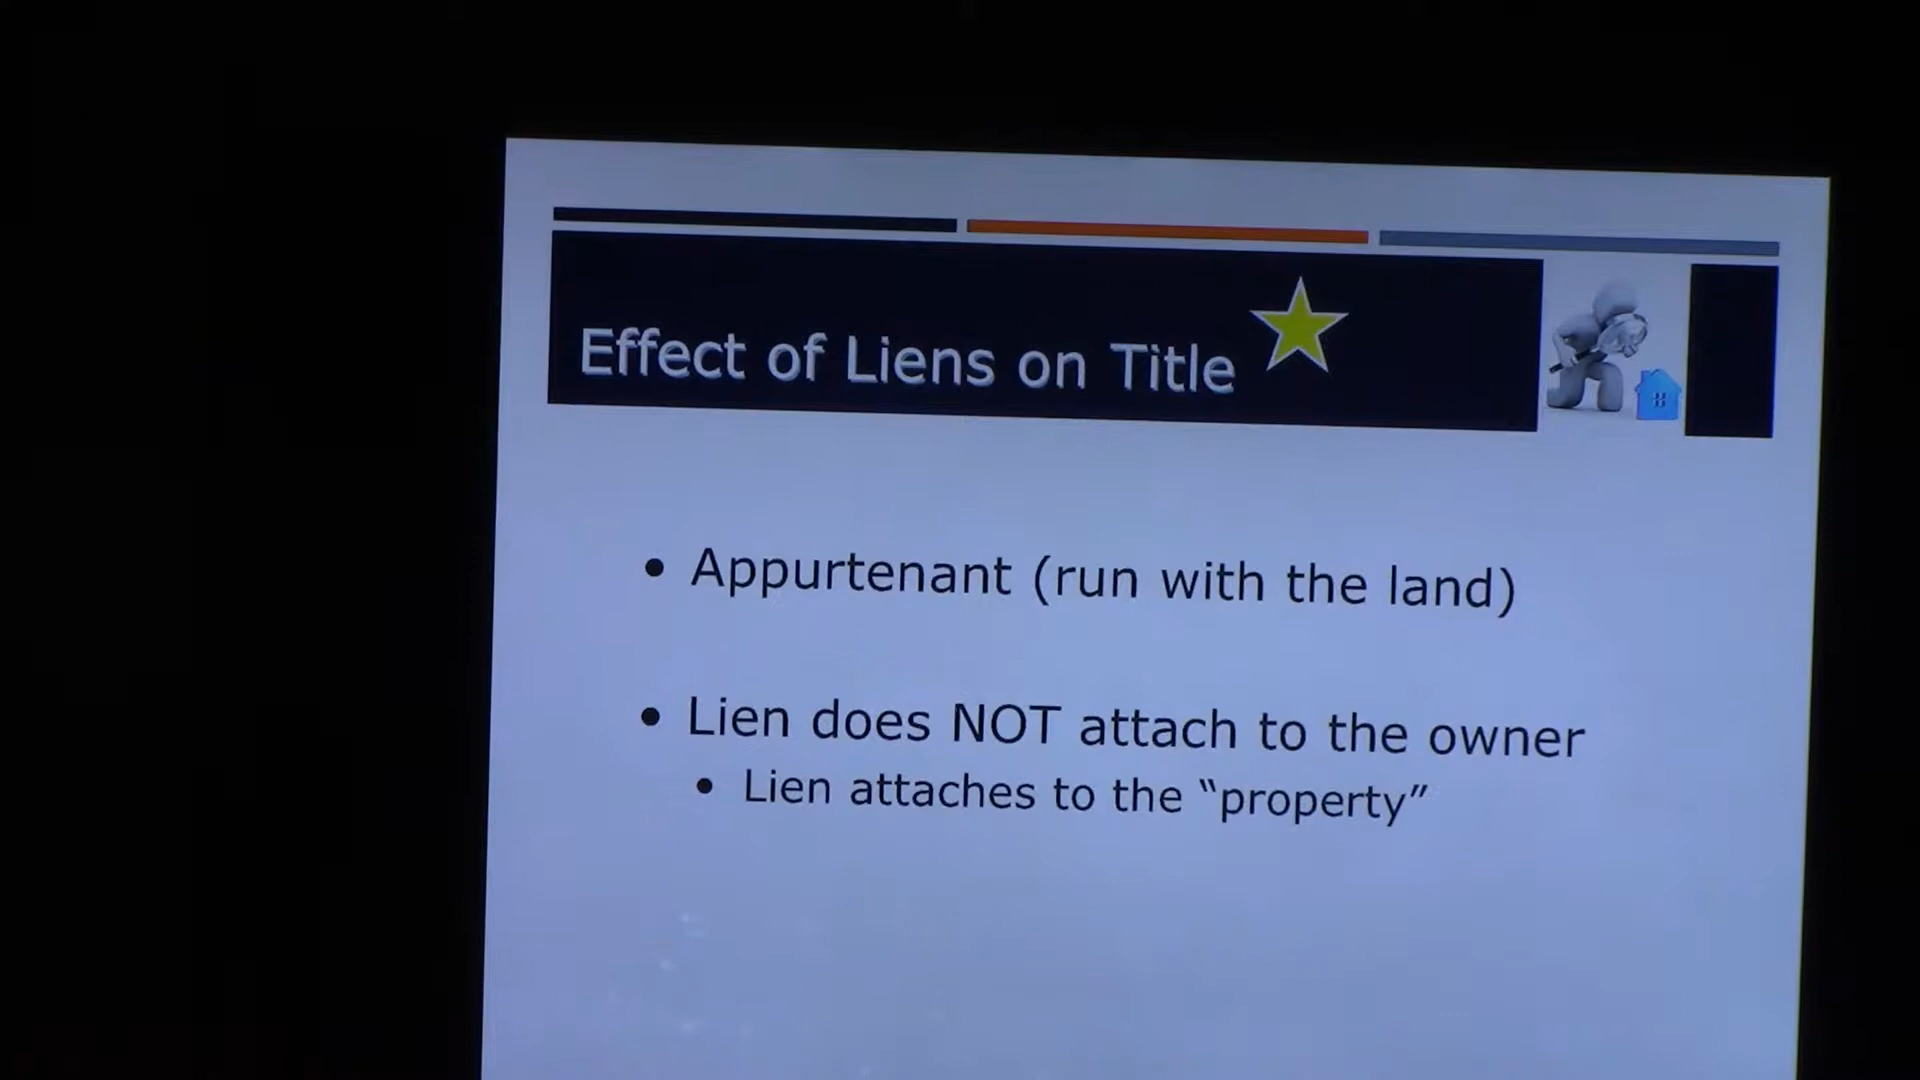 Effect of Liens on Title
• Appurtenant (run with the land)
• Lien does NOT attach to the owner
• Lien attaches to the “property”